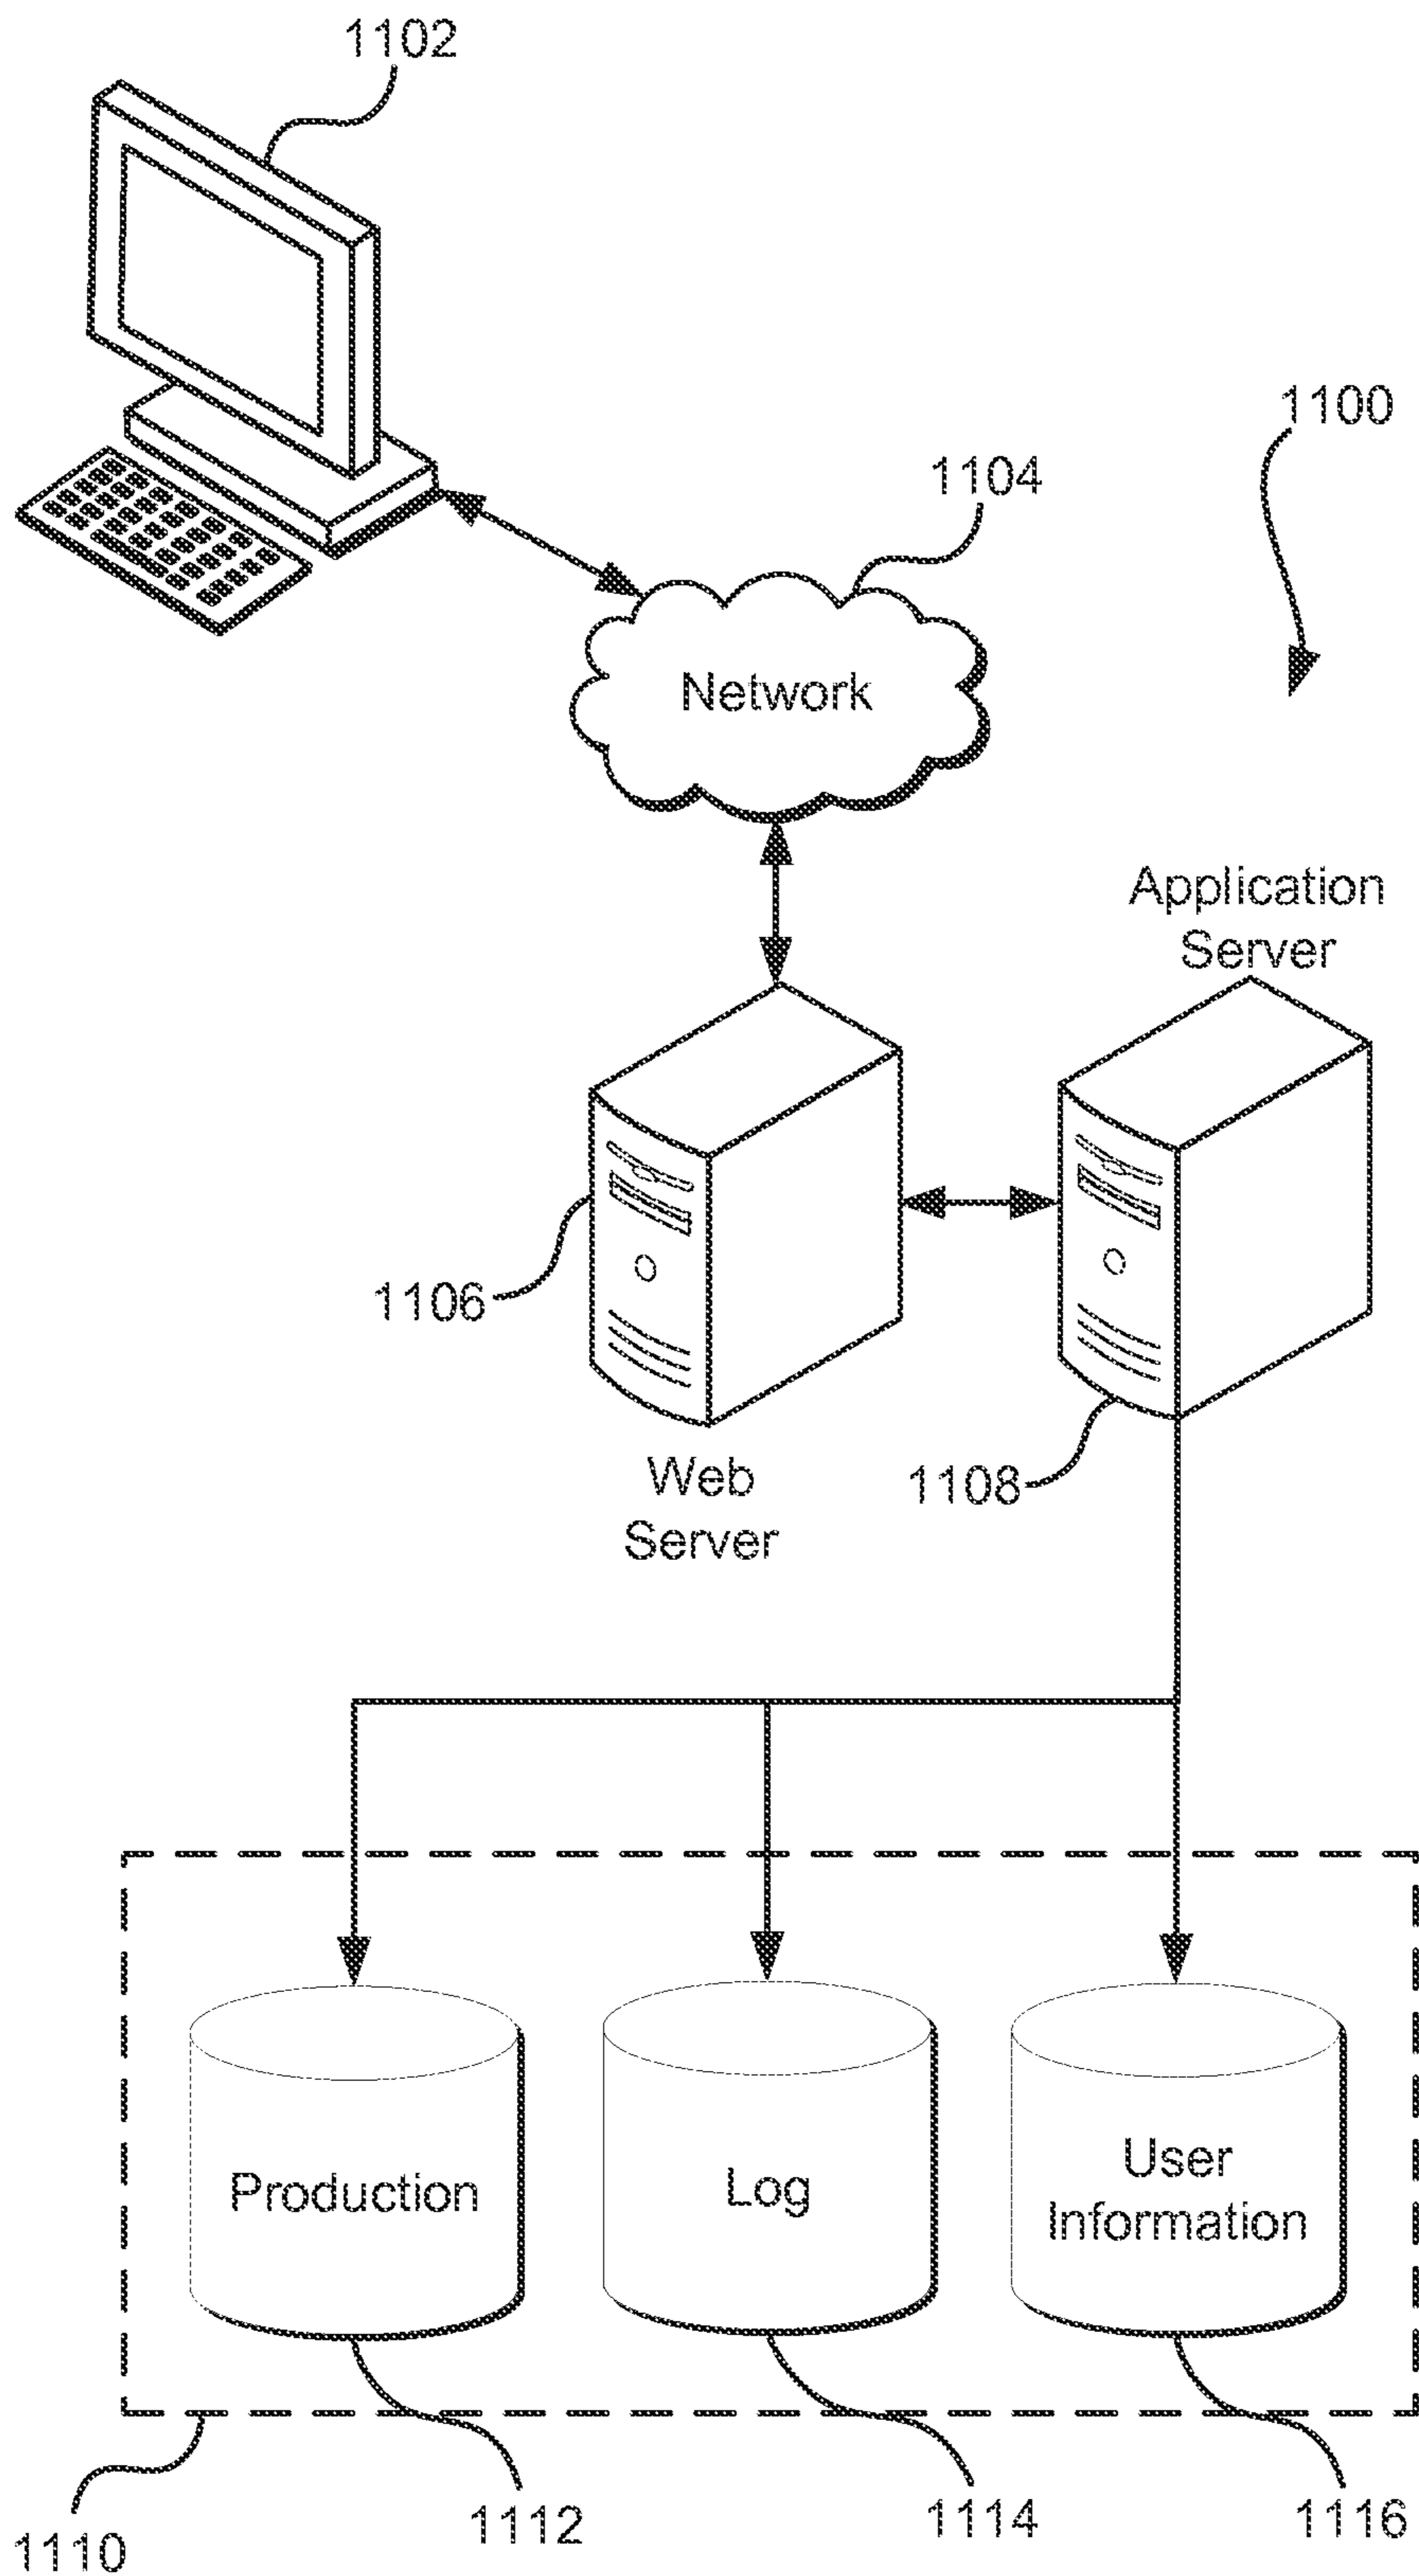 1102
1100
1104
Network
Application
Server
1106
Web
Server
1108
Production
Log
User
Information
1110
1112
1114
1116